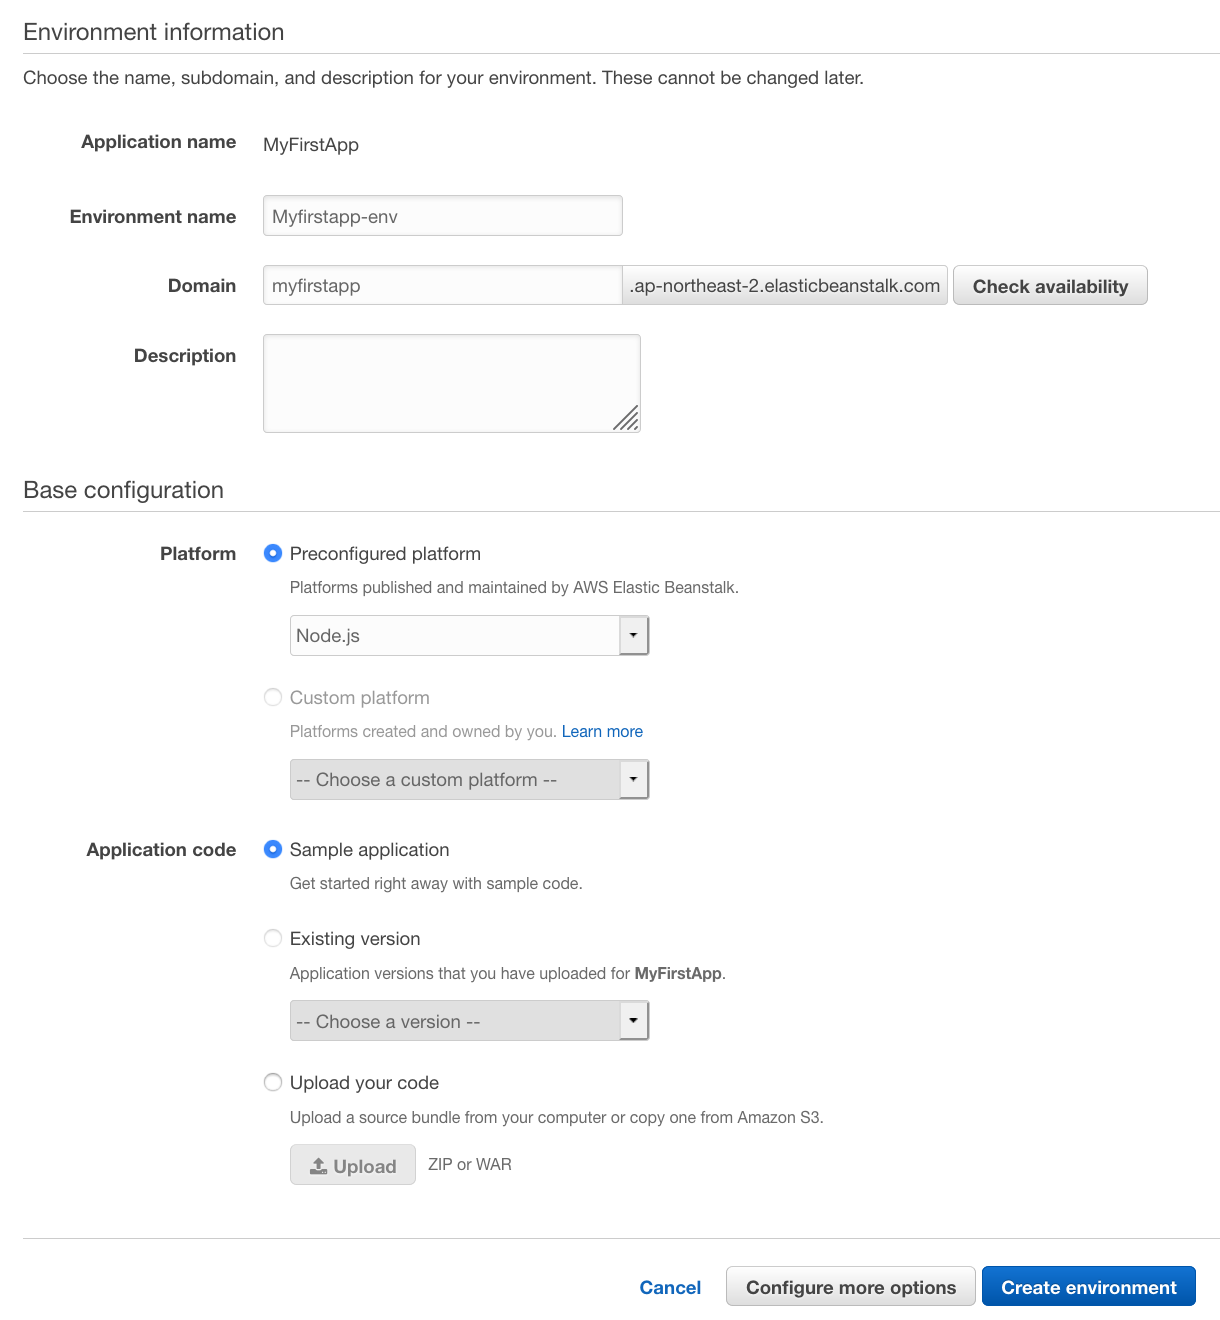 Environment information
Choose the name, subdomain, and description for your environment. These cannot be changed later.
Application name MyFirstApp
Environment name Myfirstapp-env
Domain myfirstapp .ap-northeast-2.elasticbeanstalk.com Check availability
Description
Base configuration
Platform Preconfigured platform
Platforms published and maintained by AWS Elastic Beanstalk.
Node.js
Custom platform
Platforms created and owned by you. Learn more
-- Choose a custom platform --
Application code Sample application
Get started right away with sample code.
Existing version
Application versions that you have uploaded for MyFirstApp.
-- Choose a version --
Upload your code
Upload a source bundle from your computer or copy one from Amazon S3.
Upload ZIP or WAR
Cancel Configure more options Create environment